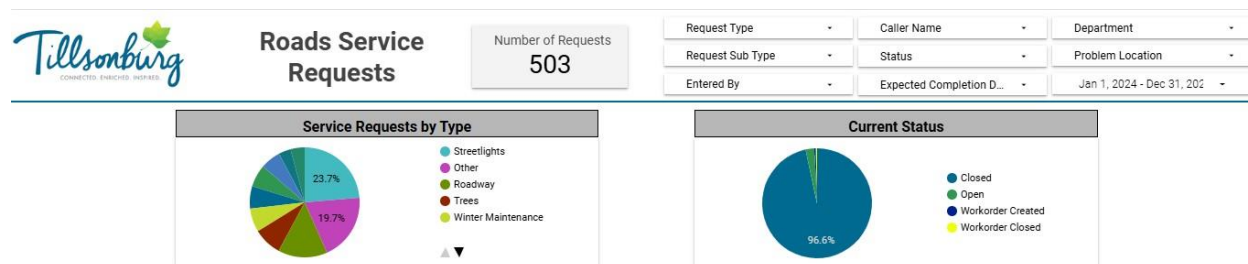 Tillsonburg
CONNECTED. ENRICHED. INSPIRED.
Roads Service
Requests
Number of Requests
503
Request Type
Caller Name
Department
Request Sub Type
Status
Problem Location
Entered By
Expected Completion D...
Jan 1, 2024 - Dec 31, 202
Service Requests by Type
23.7%
19.7%
Streetlights
Other
Roadway
Trees
Winter Maintenance
Current Status
96.6%
Closed
Open
Workorder Created
Workorder Closed